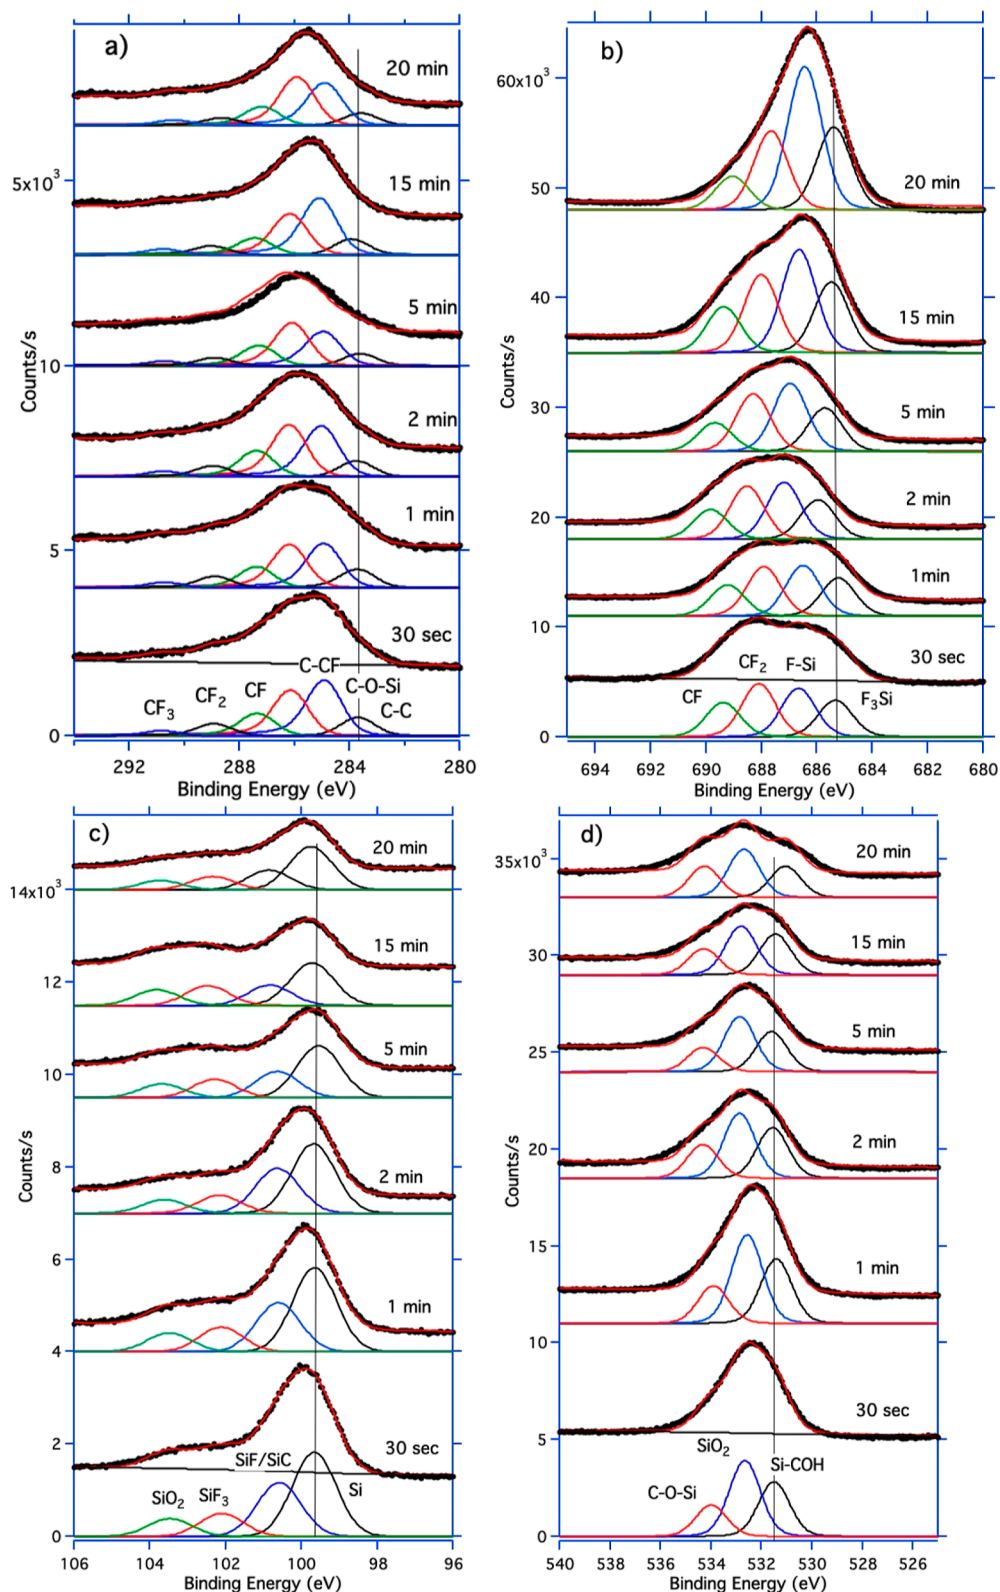 a)
20 min
15 min
5x10³
5 min
10
2 min
1 min
5
30 sec
C-CF
CF₃
CF₂
CF
C-O-Si
C-C
0
292
288
284
280
Counts/s
Binding Energy (eV)
b)
60x10³
20 min
50
40
15 min
5 min
30
2 min
20
1min
10
30 sec
CF
CF₂
F-Si
F₃Si
0
694
692
690
688
686
684
682
680
Counts/s
Binding Energy (eV)
c)
20 min
14x10³
15 min
12
5 min
10
2 min
8
6
1 min
4
30 sec
2
SiF/SiC
SiO₂
SiF₃
Si
0
106
104
102
100
98
96
Counts/s
Binding Energy (eV)
d)
20 min
35x10³
15 min
30
5 min
25
2 min
20
1 min
15
10
30 sec
5
SiO₂
Si-COH
C-O-Si
0
540
538
536
534
532
530
528
526
Counts/s
Binding Energy (eV)